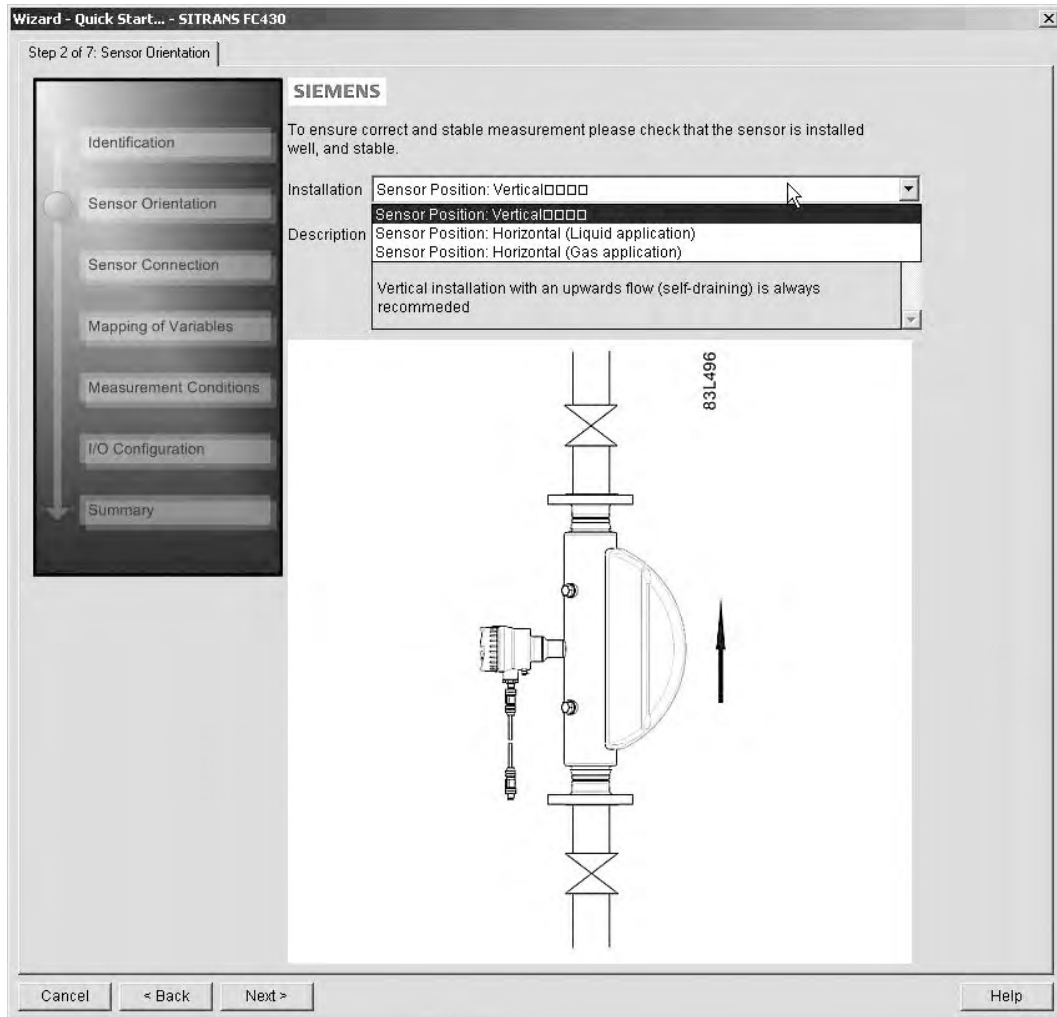 Wizard - Quick Start... - SITRANS FC430
Step 2 of 7: Sensor Orientation
SIEMENS
To ensure correct and stable measurement please check that the sensor is installed
well, and stable.
Identification
Sensor Orientation
Sensor Connection
Mapping of Variables
Measurement Conditions
I/O Configuration
Summary
Installation
Sensor Position: Vertical□□□□
Sensor Position: Vertical□□□□
Sensor Position: Horizontal (Liquid application)
Sensor Position: Horizontal (Gas application)
Description
Vertical installation with an upwards flow (self-draining) is always
recommeded
83L496
Cancel
< Back
Next >
Help